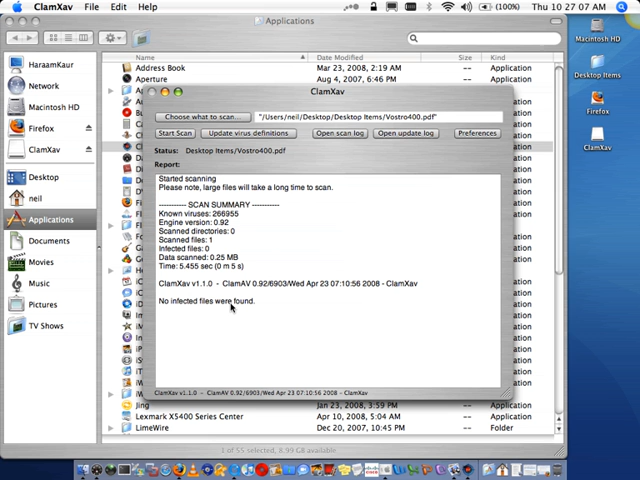 ClamXav File Edit Help (100%) Thu 10 27 07 AM
Applications
Name Date Modified Size Kind
HaraamKaur
Network
Macintosh HD
Firefox
ClamXav
Desktop
neil
Applications
Documents
Movies
Music
Pictures
TV Shows
Address Book Mar 23, 2008, 2:19 AM -- Application
Aperture Aug 4, 2007, 6:46 PM -- Application
ClamXav
Choose what to scan... "/Users/neil/Desktop/Desktop Items/Vostro400.pdf"
Start Scan Update virus definitions Open scan log Open update log Preferences
Status: Desktop Items/Vostro400.pdf
Report:
Started scanning
Please note, large files will take a long time to scan.
----------- SCAN SUMMARY -----------
Known viruses: 266955
Engine version: 0.92
Scanned directories: 0
Scanned files: 1
Infected files: 0
Data scanned: 0.25 MB
Time: 5.455 sec (0 m 5 s)
ClamXav v1.1.0 - ClamAV 0.92/6903/Wed Apr 23 07:10:56 2008 - ClamXav
No infected files were found.
ClamXav v1.1.0 - ClamAV 0.92/6903/Wed Apr 23 07:10:56 2008 - ClamXav
Jing Jan 23, 2008, 3:59 PM -- Application
Lexmark X5400 Series Center Apr 10, 2008, 5:04 AM -- Application
LimeWire Dec 20, 2007, 10:45 PM -- Folder
1 of 55 selected, 8.99 GB available
Macintosh HD
Desktop Items
Firefox
ClamXav